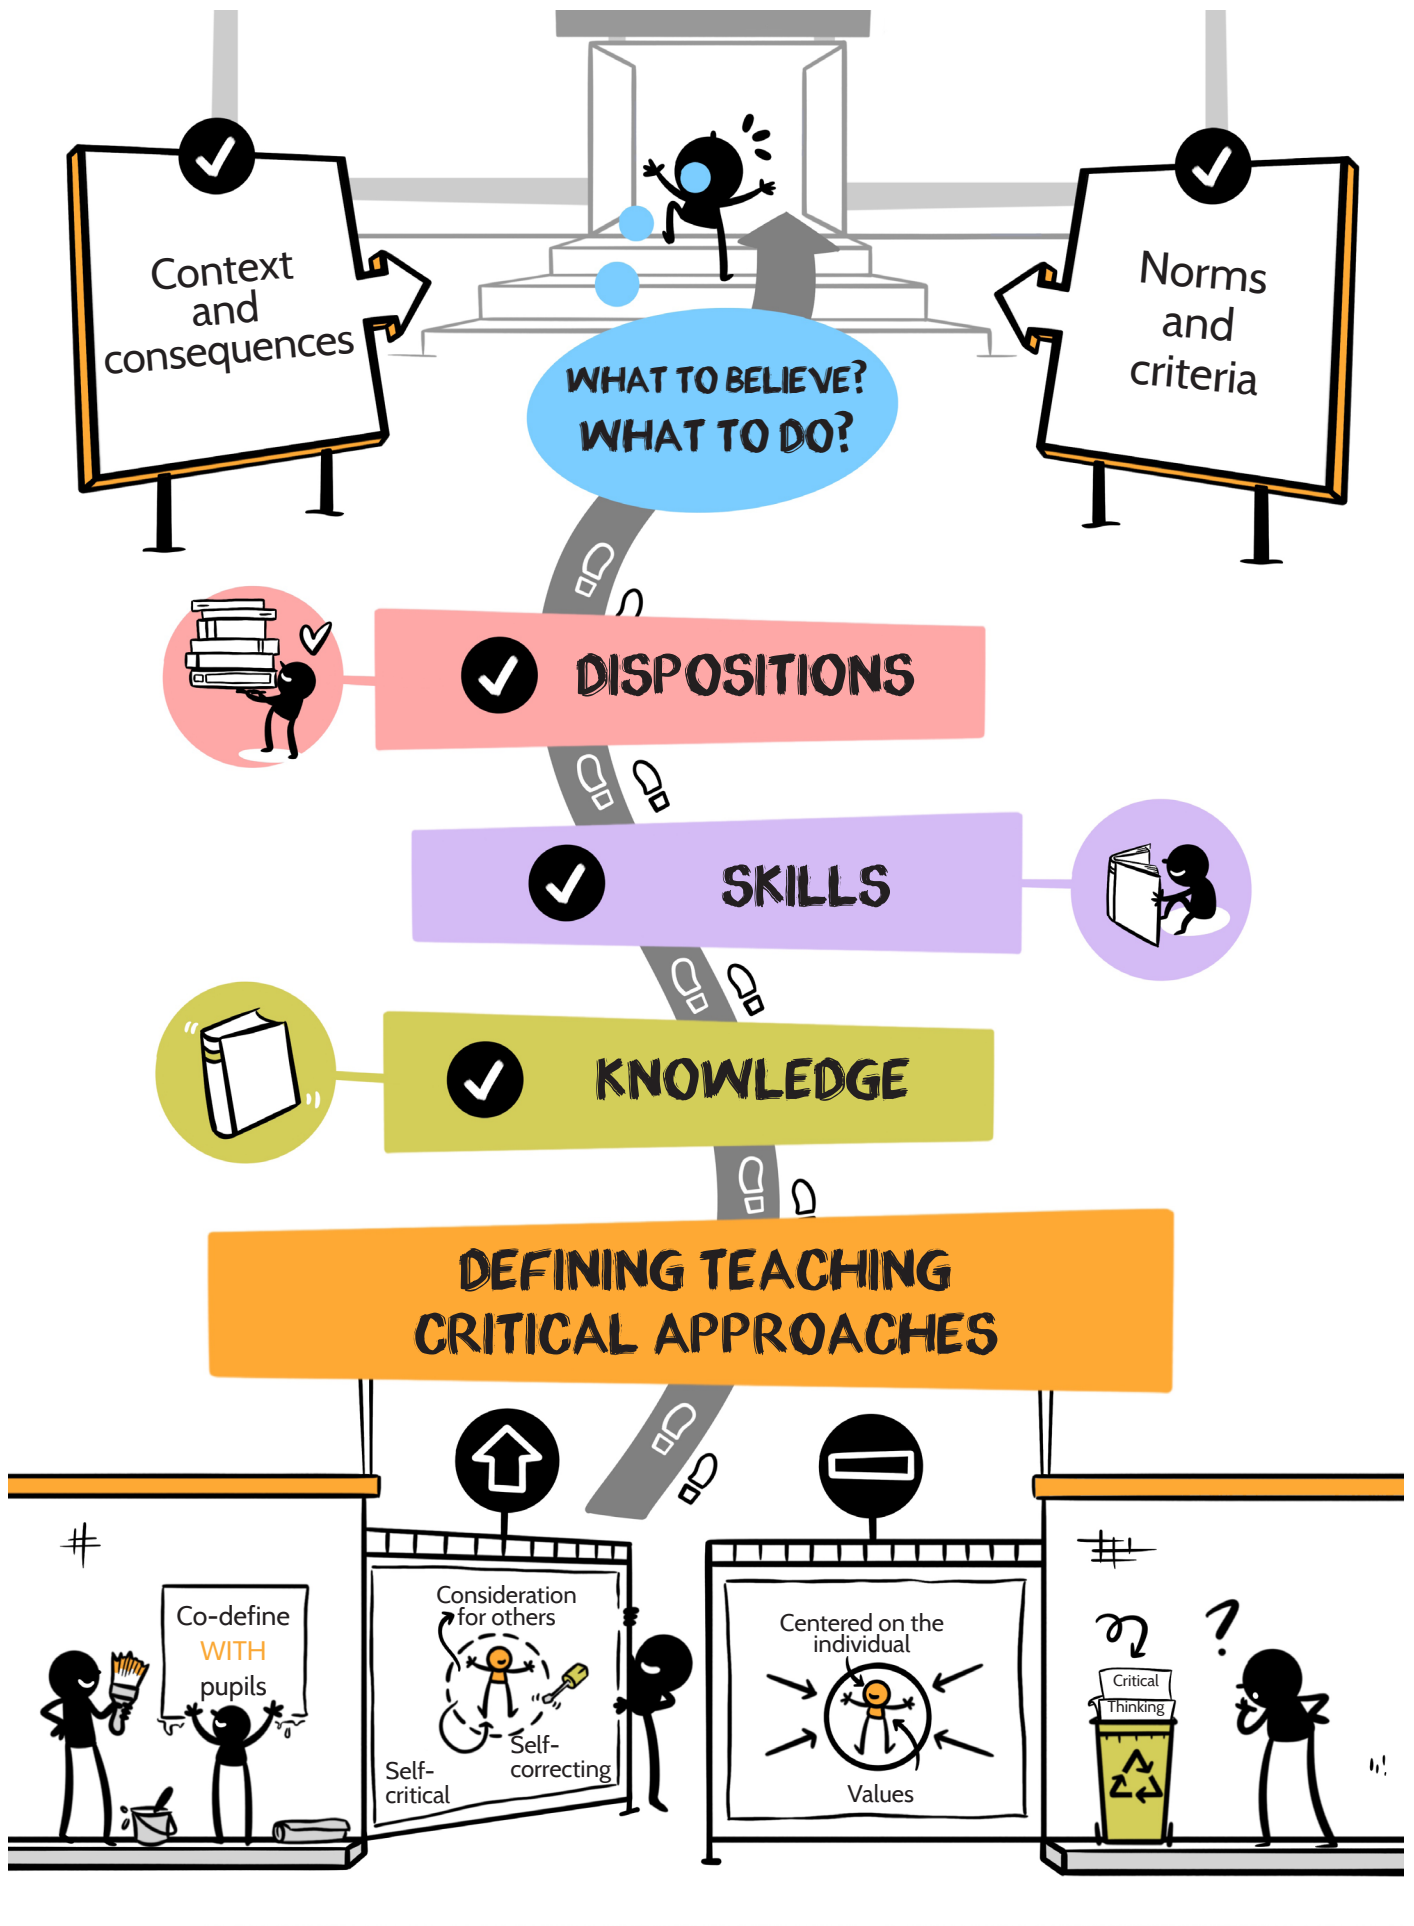 Context
and
consequences
Norms
and
criteria
WHAT TO BELIEVE?
WHAT TO DO?
DISPOSITIONS
SKILLS
KNOWLEDGE
DEFINING TEACHING
CRITICAL APPROACHES
Co-define
WITH
pupils
Consideration
for others
Self-
correcting
Self-
critical
Centered on the
individual
Values
Critical
Thinking
?